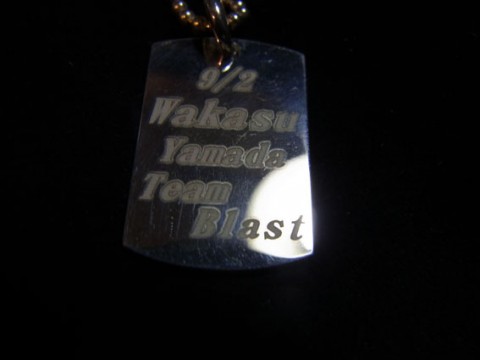 9/2
Wakasu
Yamada
Team
Blast